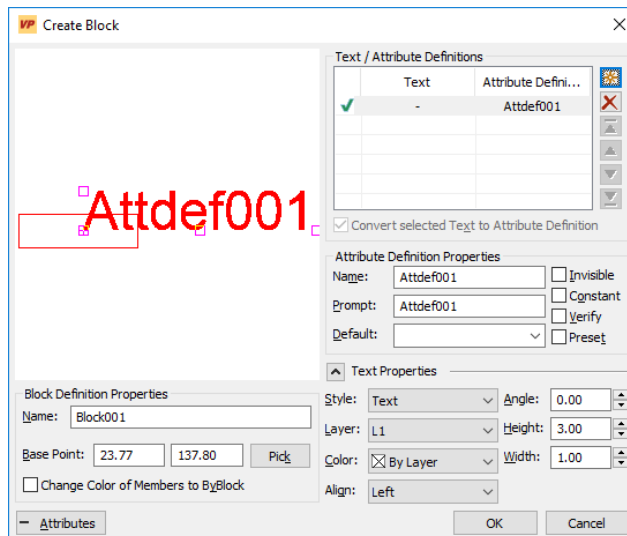 VP Create Block
Attdef001
Text / Attribute Definitions
Text Attribute Defini...
- Attdef001
Convert selected Text to Attribute Definition
Attribute Definition Properties
Name: Attdef001
Prompt: Attdef001
Default:
Invisible
Constant
Verify
Preset
Text Properties
Style: Text
Angle: 0.00
Layer: L1
Height: 3.00
Color: By Layer
Width: 1.00
Align: Left
Block Definition Properties
Name: Block001
Base Point: 23.77 137.80 Pick
Change Color of Members to ByBlock
Attributes
OK Cancel